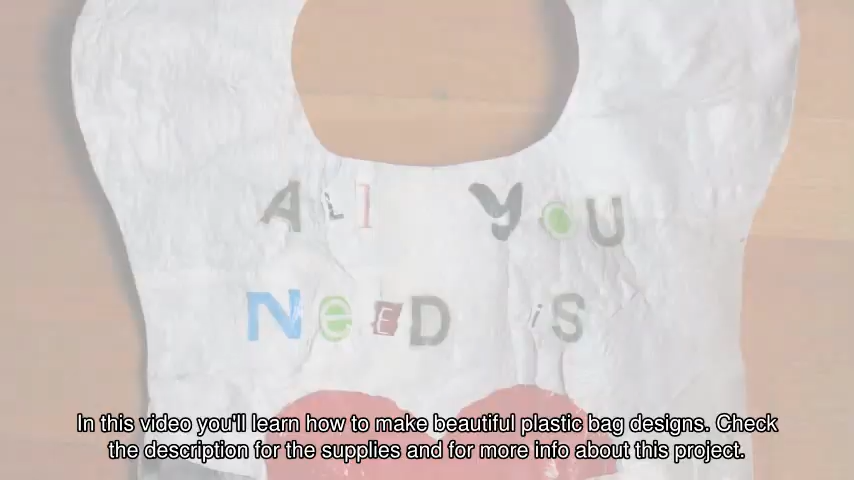 All You
NeeD iS
In this video you'll learn how to make beautiful plastic bag designs. Check
the description for the supplies and for more info about this project.